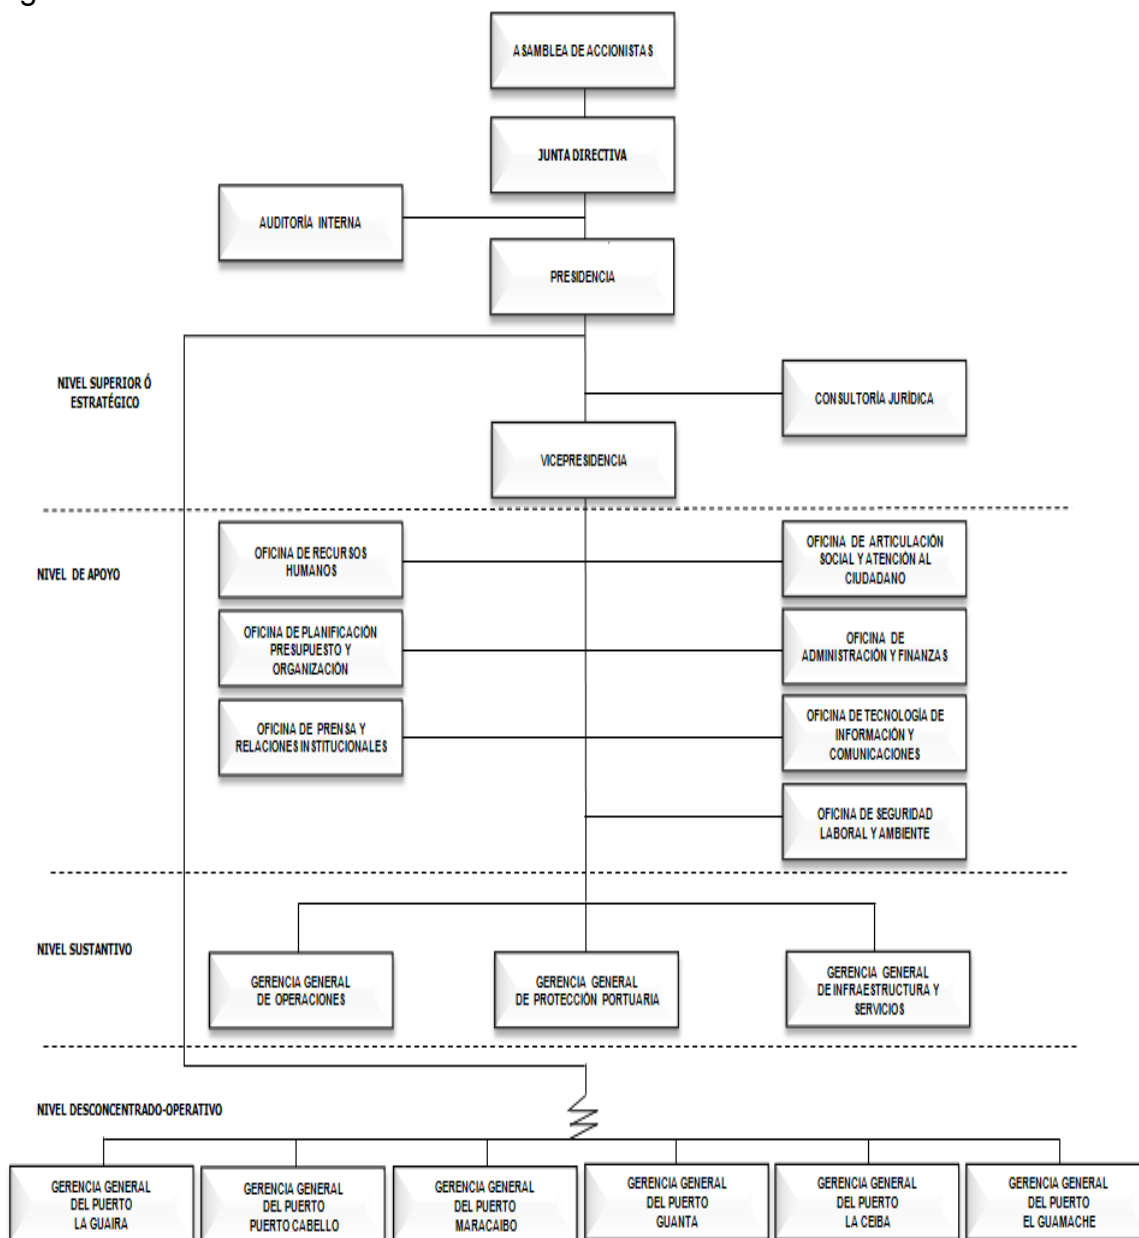 ASAMBLEA DE ACCIONISTAS
JUNTA DIRECTIVA
AUDITORÍA INTERNA
PRESIDENCIA
NIVEL SUPERIOR Ó
ESTRATÉGICO
CONSULTORÍA JURÍDICA
VICEPRESIDENCIA
NIVEL DE APOYO
OFICINA DE RECURSOS
HUMANOS
OFICINA DE ARTICULACIÓN
SOCIAL Y ATENCIÓN AL
CIUDADANO
OFICINA DE PLANIFICACIÓN
PRESUPUESTO Y
ORGANIZACIÓN
OFICINA DE
ADMINISTRACIÓN Y FINANZAS
OFICINA DE PRENSA Y
RELACIONES INSTITUCIONALES
OFICINA DE TECNOLOGÍA DE
INFORMACIÓN Y
COMUNICACIONES
OFICINA DE SEGURIDAD
LABORAL Y AMBIENTE
NIVEL SUSTANTIVO
GERENCIA GENERAL
DE OPERACIONES
GERENCIA GENERAL
DE PROTECCIÓN PORTUARIA
GERENCIA GENERAL
DE INFRAESTRUCTURA Y
SERVICIOS
NIVEL DESCONCENTRADO-OPERATIVO
GERENCIA GENERAL
DEL PUERTO
LA GUAIRA
GERENCIA GENERAL
DEL PUERTO
PUERTO CABELLO
GERENCIA GENERAL
DEL PUERTO
MARACAIBO
GERENCIA GENERAL
DEL PUERTO
GUANTA
GERENCIA GENERAL
DEL PUERTO
LA CEIBA
GERENCIA GENERAL
DEL PUERTO
EL GUAMACHE